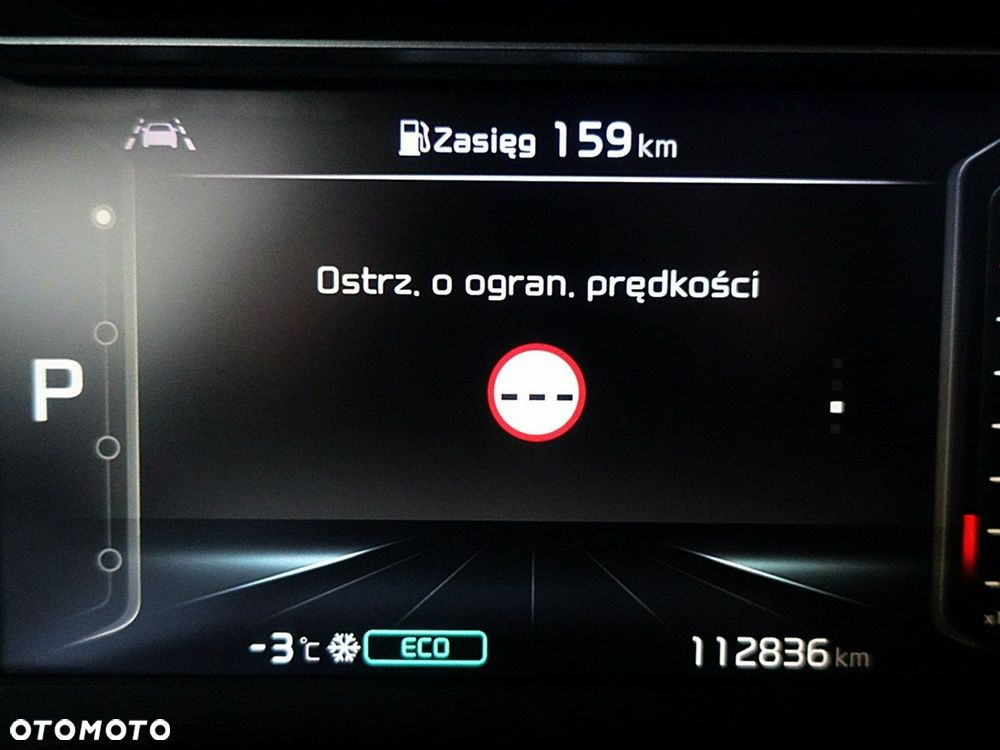 Zasięg 159 km
Ostrz. o ogran. prędkości
P
---
-3 °C ECO
112836 km
OTOMOTO